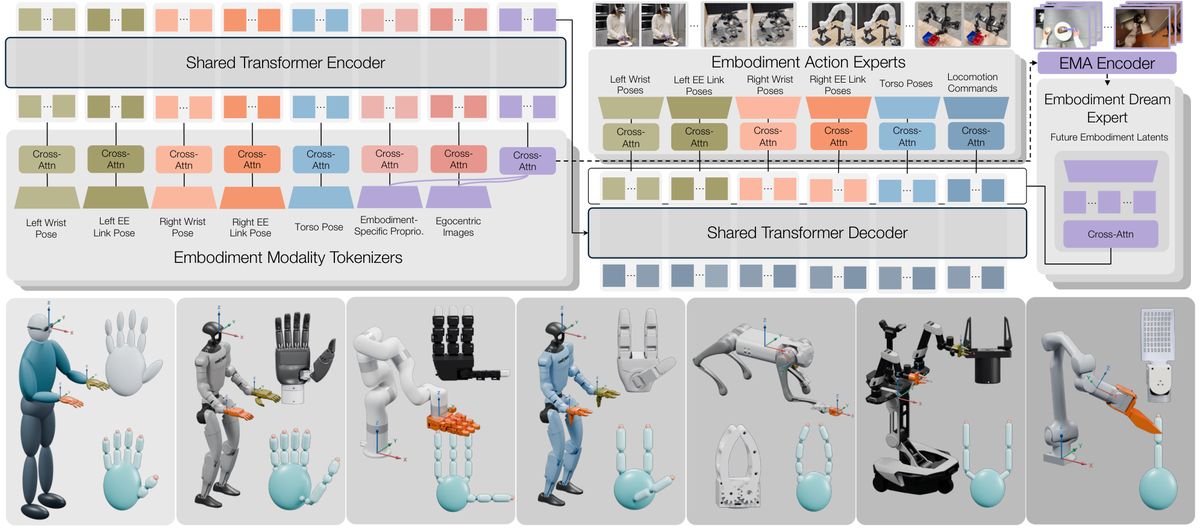 Shared Transformer Encoder
Cross-Attn
Cross-Attn
Cross-Attn
Cross-Attn
Cross-Attn
Cross-Attn
Cross-Attn
Cross-Attn
Left Wrist Pose
Left EE Link Pose
Right Wrist Pose
Right EE Link Pose
Torso Pose
Embodiment-Specific Proprio.
Egocentric Images
Embodiment Modality Tokenizers
Embodiment Action Experts
Left Wrist Poses
Left EE Link Poses
Right Wrist Poses
Right EE Link Poses
Torso Poses
Locomotion Commands
Cross-Attn
Cross-Attn
Cross-Attn
Cross-Attn
Cross-Attn
Cross-Attn
Shared Transformer Decoder
EMA Encoder
Embodiment Dream Expert
Future Embodiment Latents
Cross-Attn